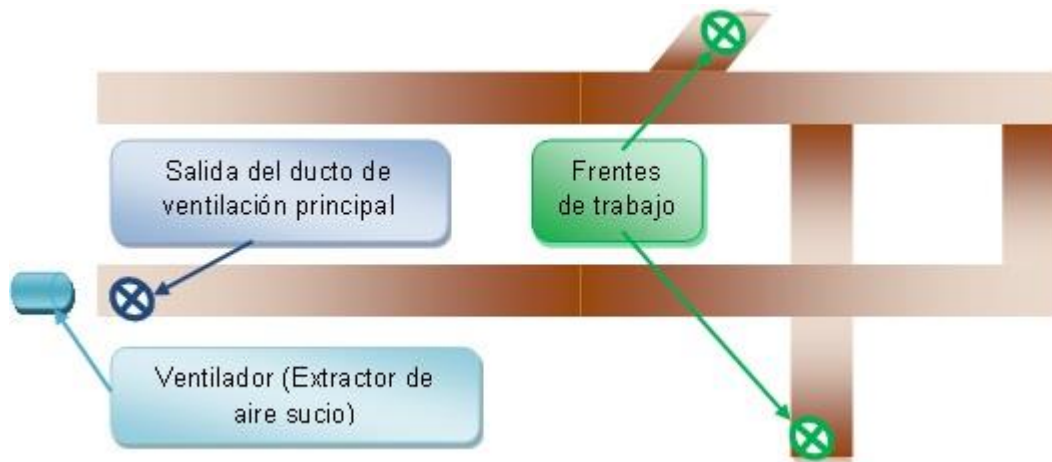 Salida del ducto de
ventilación principal
Frentes
de trabajo
Ventilador (Extractor de
aire sucio)